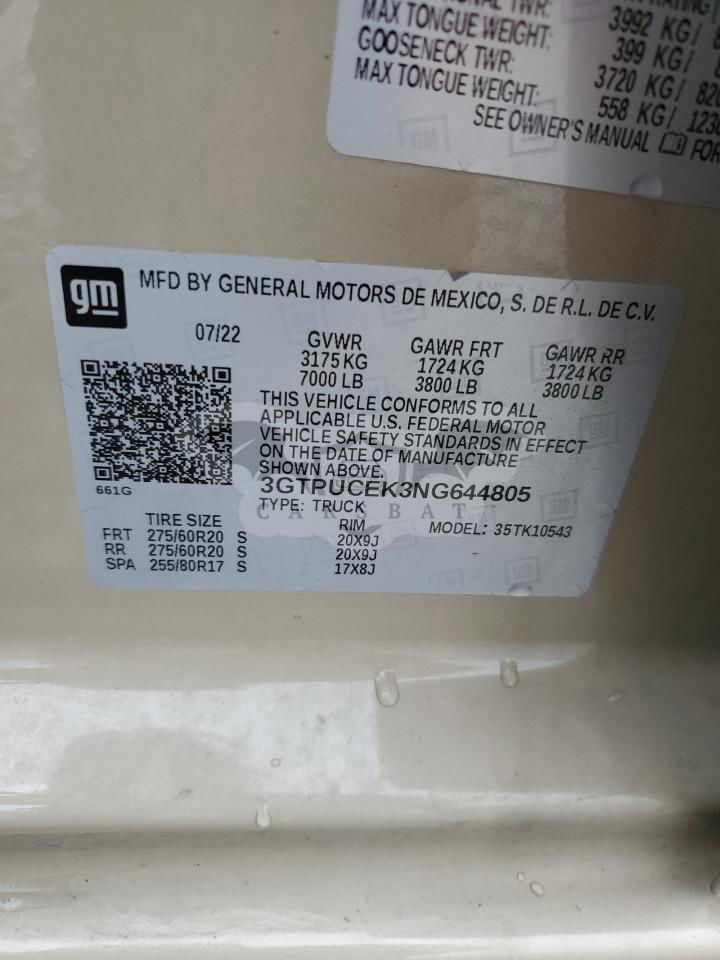 TWR:
MAX TONGUE WEIGHT: 3992 KG/
GOOSENECK TWR: 399 KG/
MAX TONGUE WEIGHT: 3720 KG/
558 KG/
SEE OWNER'S MANUAL FOR
gm MFD BY GENERAL MOTORS DE MEXICO, S. DE R.L. DE C.V.
07/22 GVWR GAWR FRT GAWR RR
3175 KG 1724 KG 1724 KG
7000 LB 3800 LB 3800 LB
THIS VEHICLE CONFORMS TO ALL
APPLICABLE U.S. FEDERAL MOTOR
VEHICLE SAFETY STANDARDS IN EFFECT
ON THE DATE OF MANUFACTURE
SHOWN ABOVE.
661G 3GTPUCEK3NG644805
TYPE: TRUCK
CARSBAT
TIRE SIZE RIM MODEL: 35TK10543
FRT 275/60R20 S 20X9J
RR 275/60R20 S 20X9J
SPA 255/80R17 S 17X8J